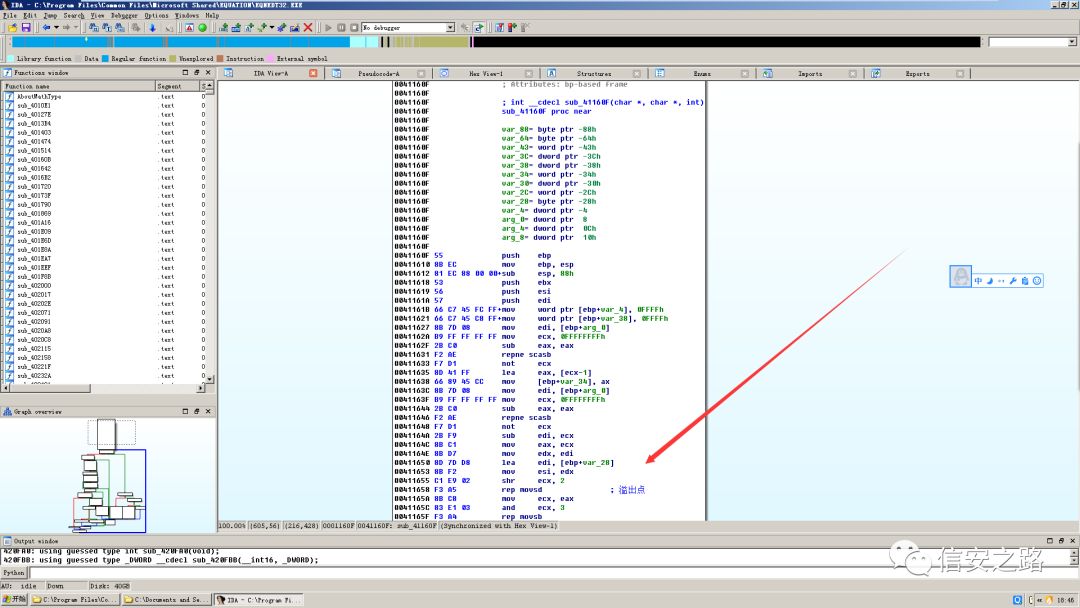 IDA - C:\Program Files\Common Files\Microsoft Shared\EQUATION\EQNEDT32.EXE
File Edit Jump Search View Debugger Options Windows Help
No debugger
Library function Data Regular function Unexplored Instruction External symbol
Functions window
IDA View-A Pseudocode-A Hex View-1 Structures Enums Imports Exports
Function name Segment
AboutMathType .text 0
sub_4010E1 .text 0
sub_40127E .text 0
sub_4013B4 .text 0
sub_401403 .text 0
sub_401474 .text 0
sub_401514 .text 0
sub_40160B .text 0
sub_401642 .text 0
sub_4016B2 .text 0
sub_401720 .text 0
sub_40173F .text 0
sub_401790 .text 0
sub_401869 .text 0
sub_401A16 .text 0
sub_401E09 .text 0
sub_401E6D .text 0
sub_401E8A .text 0
sub_401EA7 .text 0
sub_401EEF .text 0
sub_401F8B .text 0
sub_402000 .text 0
sub_402017 .text 0
sub_40202E .text 0
sub_402071 .text 0
sub_402091 .text 0
sub_4020A8 .text 0
sub_4020C8 .text 0
sub_402115 .text 0
sub_402158 .text 0
sub_40221F .text 0
sub_40232A .text 0
Graph overview
0041160F ; Attributes: bp-based frame
0041160F
0041160F ; int __cdecl sub_41160F(char *, char *, int)
0041160F sub_41160F proc near
0041160F
0041160F var_88= byte ptr -88h
0041160F var_64= byte ptr -64h
0041160F var_43= word ptr -43h
0041160F var_3C= dword ptr -3Ch
0041160F var_38= dword ptr -38h
0041160F var_34= word ptr -34h
0041160F var_30= dword ptr -30h
0041160F var_2C= word ptr -2Ch
0041160F var_28= byte ptr -28h
0041160F var_4= dword ptr -4
0041160F arg_0= dword ptr 8
0041160F arg_4= dword ptr 0Ch
0041160F arg_8= dword ptr 10h
0041160F
0041160F 55 push ebp
00411610 8B EC mov ebp, esp
00411612 81 EC 88 00 00+sub esp, 88h
00411618 53 push ebx
00411619 56 push esi
0041161A 57 push edi
0041161B 66 C7 45 FC FF+mov word ptr [ebp+var_4], 0FFFFh
00411621 66 C7 45 C8 FF+mov word ptr [ebp+var_38], 0FFFFh
00411627 8B 7D 08 mov edi, [ebp+arg_0]
0041162A B9 FF FF FF FF mov ecx, 0FFFFFFFFh
0041162F 2B C0 sub eax, eax
00411631 F2 AE repne scasb
00411633 F7 D1 not ecx
00411635 8D 41 FF lea eax, [ecx-1]
00411638 66 89 45 CC mov [ebp+var_34], ax
0041163C 8B 7D 08 mov edi, [ebp+arg_0]
0041163F B9 FF FF FF FF mov ecx, 0FFFFFFFFh
00411644 2B C0 sub eax, eax
00411646 F2 AE repne scasb
00411648 F7 D1 not ecx
0041164A 2B F9 sub edi, ecx
0041164C 8B C1 mov eax, ecx
0041164E 8B D7 mov edx, edi
00411650 8D 7D D8 lea edi, [ebp+var_28]
00411653 8B F2 mov esi, edx
00411655 C1 E9 02 shr ecx, 2
00411658 F3 A5 rep movsd ; 溢出点
0041165A 8B C8 mov ecx, eax
0041165C 83 E1 03 and ecx, 3
0041165F F3 A4 rep movsb
中
100.00% (605,56) (216,428) 0001160F 0041160F: sub_41160F (Synchronized with Hex View-1)
Output window
420FA0: using guessed type int sub_420FA0(void);
420FBB: using guessed type _DWORD __cdecl sub_420FBB(__int16, _DWORD);
Python
AU: idle Down Disk: 40GB
开始 C:\Program Files\Co... C:\Documents and Se... IDA - C:\Program Fi... 18:46
信安之路